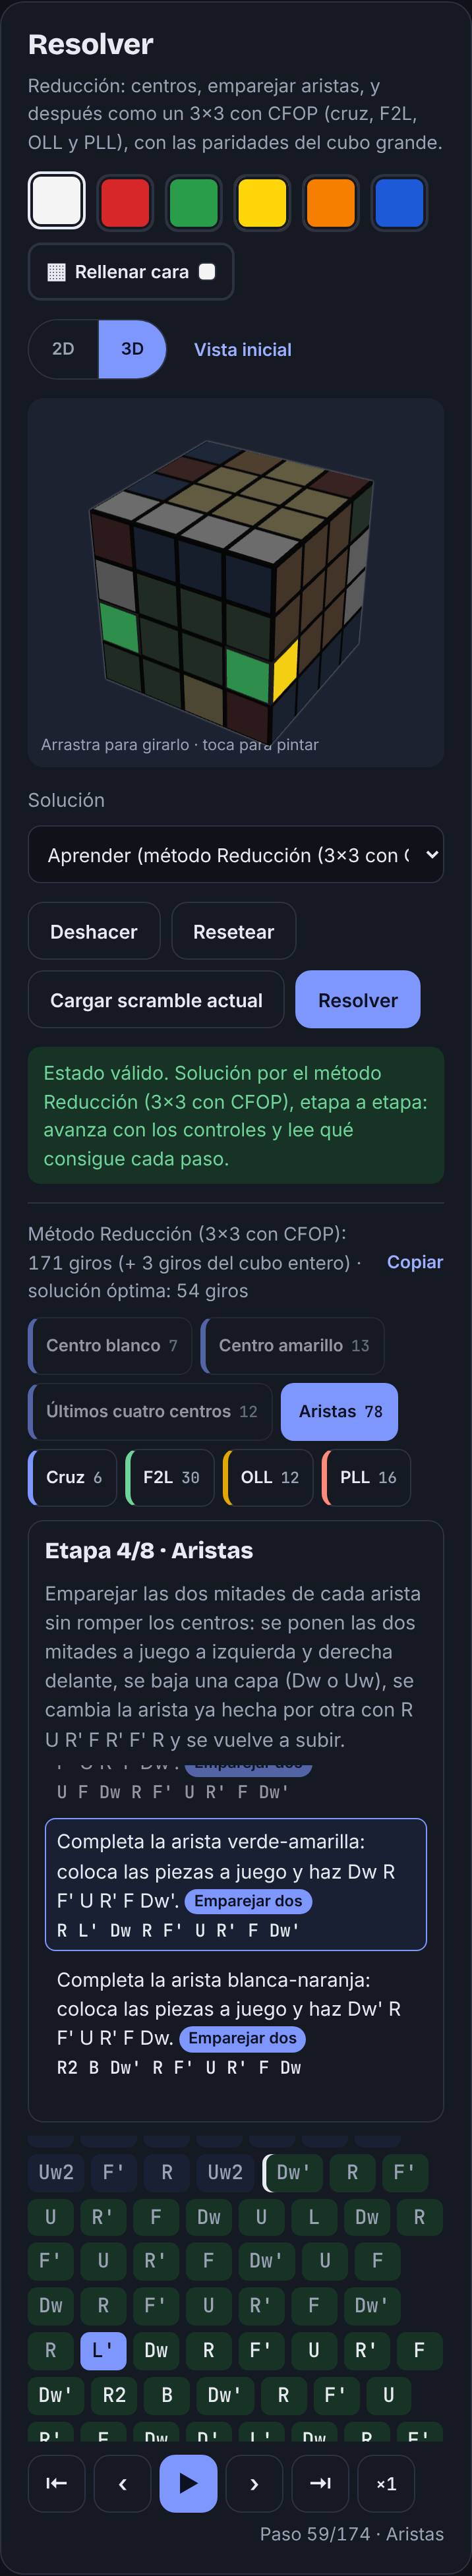 Resolver
Reducción: centros, emparejar aristas, y
después como un 3×3 con CFOP (cruz, F2L,
OLL y PLL), con las paridades del cubo grande.
Rellenar cara
2D 3D Vista inicial
Arrastra para girarlo · toca para pintar
Solución
Aprender (método Reducción (3×3 con C
Deshacer Resetear
Cargar scramble actual Resolver
Estado válido. Solución por el método
Reducción (3×3 con CFOP), etapa a etapa:
avanza con los controles y lee qué
consigue cada paso.
Método Reducción (3×3 con CFOP):
171 giros (+ 3 giros del cubo entero) ·
solución óptima: 54 giros
Copiar
Centro blanco 7 Centro amarillo 13
Últimos cuatro centros 12 Aristas 78
Cruz 6 F2L 30 OLL 12 PLL 16
Etapa 4/8 · Aristas
Emparejar las dos mitades de cada arista
sin romper los centros: se ponen las dos
mitades a juego a izquierda y derecha
delante, se baja una capa (Dw o Uw), se
cambia la arista ya hecha por otra con R
U R' F R' F' R y se vuelve a subir.
F' U R' F Dw'. Emparejar dos
U F Dw R F' U R' F Dw'
Completa la arista verde-amarilla:
coloca las piezas a juego y haz Dw R
F' U R' F Dw'. Emparejar dos
R L' Dw R F' U R' F Dw'
Completa la arista blanca-naranja:
coloca las piezas a juego y haz Dw' R
F' U R' F Dw. Emparejar dos
R2 B Dw' R F' U R' F Dw
Uw2 F' R Uw2 Dw' R F'
U R' F Dw U L Dw R
F' U R' F Dw' U F
Dw R F' U R' F Dw'
R L' Dw R F' U R' F
Dw' R2 B Dw' R F' U
R' F Dw D' L' Dw R F'
×1
Paso 59/174 · Aristas